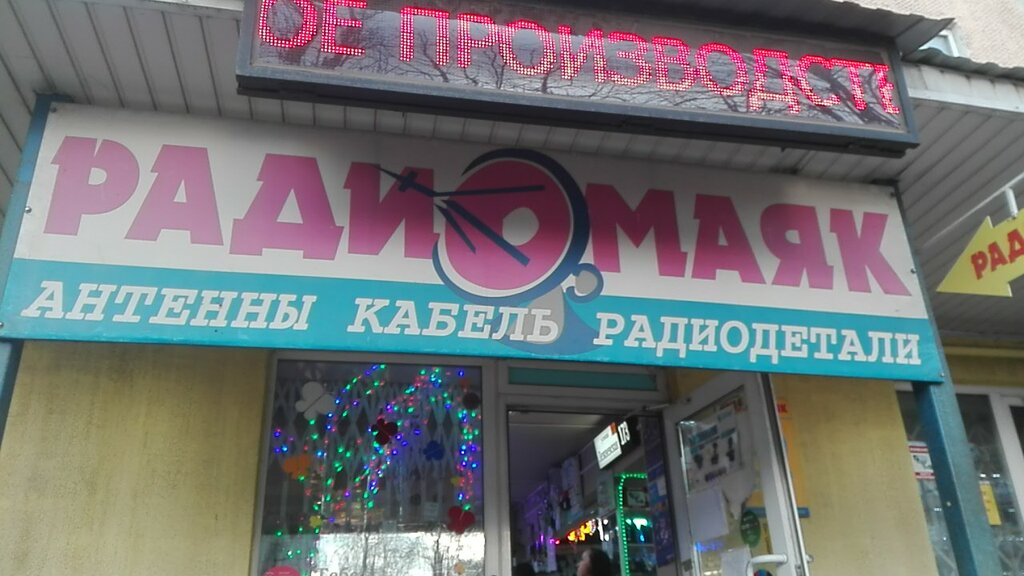 ОЕ ПРОИЗВОДСТВ
РАДИОМАЯК
АНТЕННЫ КАБЕЛЬ РАДИОДЕТАЛИ
РАД